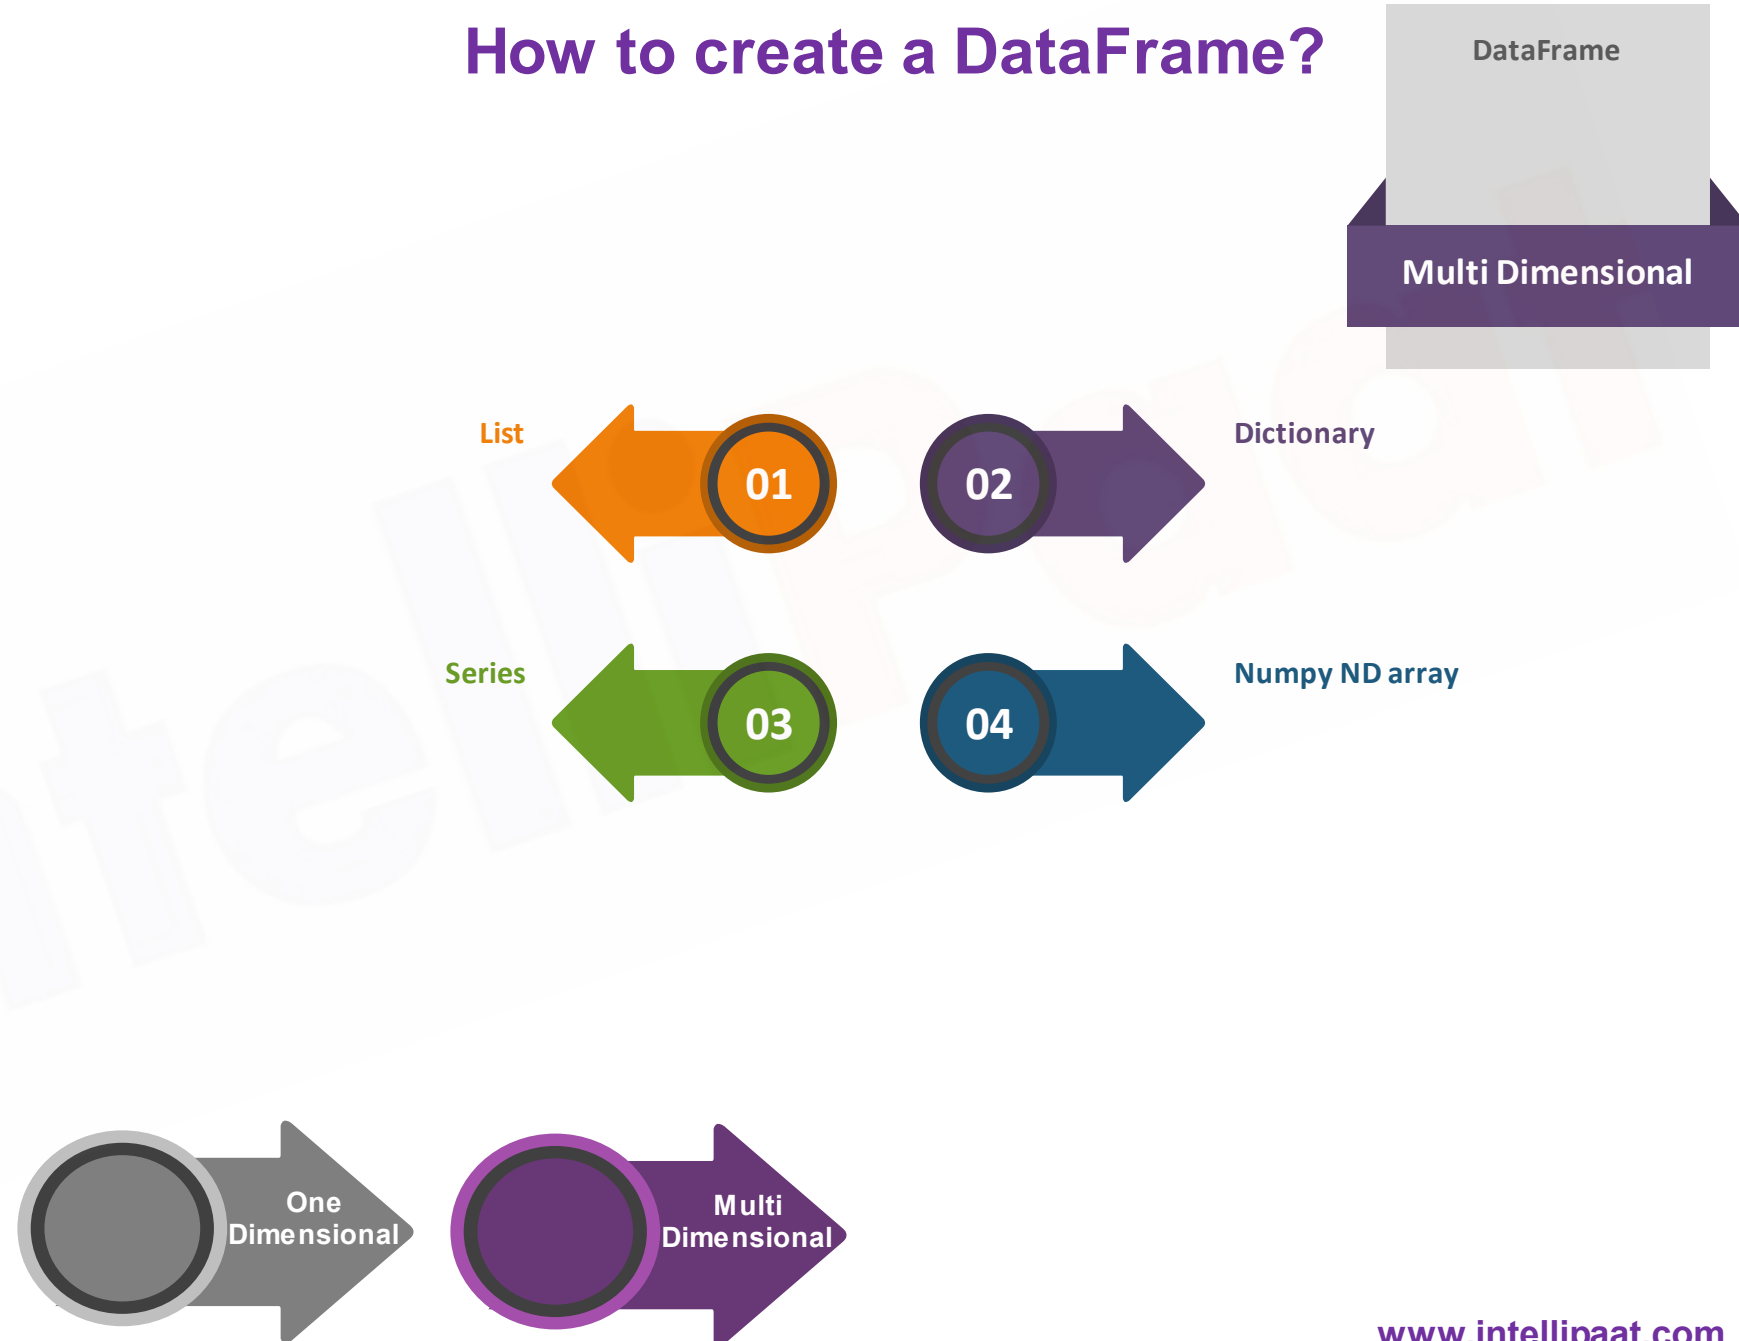 How to create a DataFrame?
DataFrame
Multi Dimensional
List
01
02
Dictionary
Series
03
04
Numpy ND array
One
Dimensional
Multi
Dimensional
www.intellipaat.com
intelliPaat